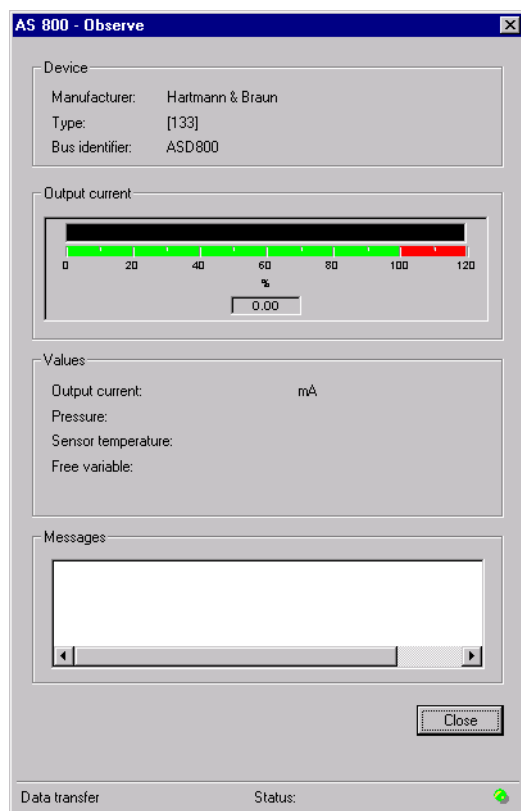 AS 800 - Observe
Device
Manufacturer: Hartmann & Braun
Type: [133]
Bus identifier: ASD800
Output current
0 20 40 60 80 100 120
%
0.00
Values
Output current: mA
Pressure:
Sensor temperature:
Free variable:
Messages
Close
Data transfer Status: